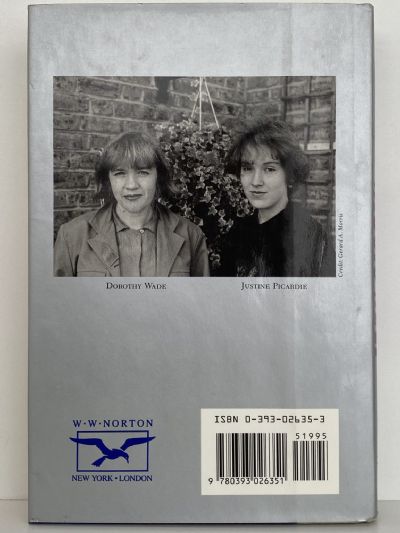 Credit: Gerard A. Morris
DOROTHY WADE
JUSTINE PICARDIE
W·W·NORTON
NEW YORK · LONDON
ISBN 0-393-02635-3
51995
9 780393 026351